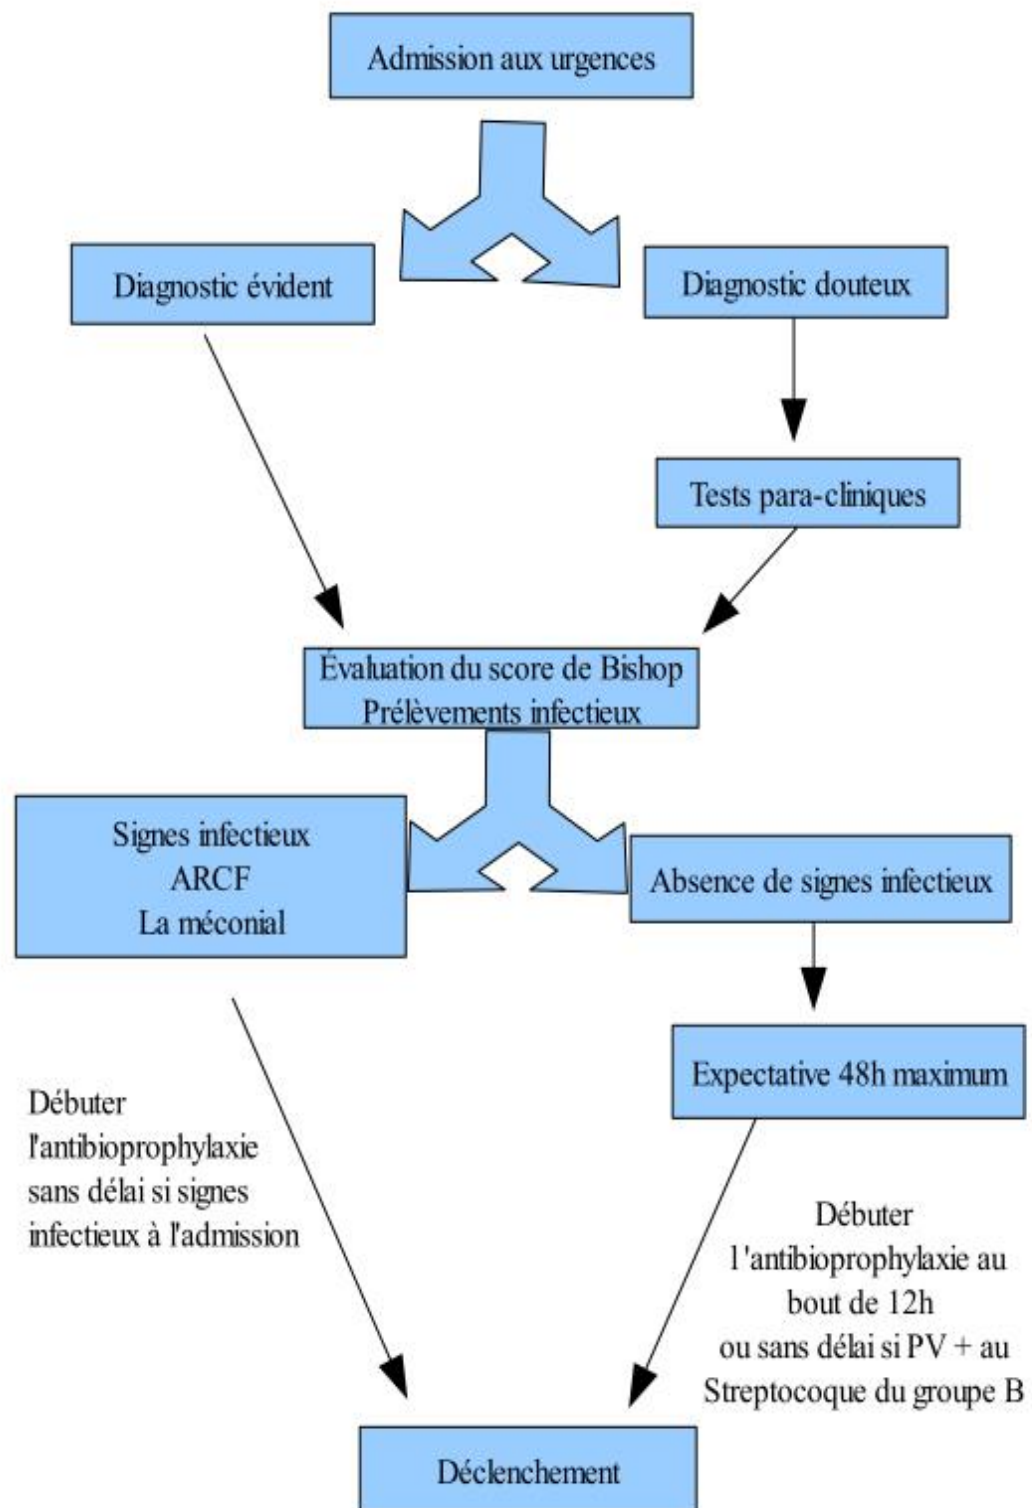 Admission aux urgences
Diagnostic évident
Diagnostic douteux
Tests para-cliniques
Évaluation du score de Bishop
Prélèvements infectieux
Signes infectieux
ARCF
La méconial
Absence de signes infectieux
Expectative 48h maximum
Débuter
l'antibioprophylaxie
sans délai si signes
infectieux à l'admission
Débuter
l'antibioprophylaxie au
bout de 12h
ou sans délai si PV + au
Streptocoque du groupe B
Déclenchement